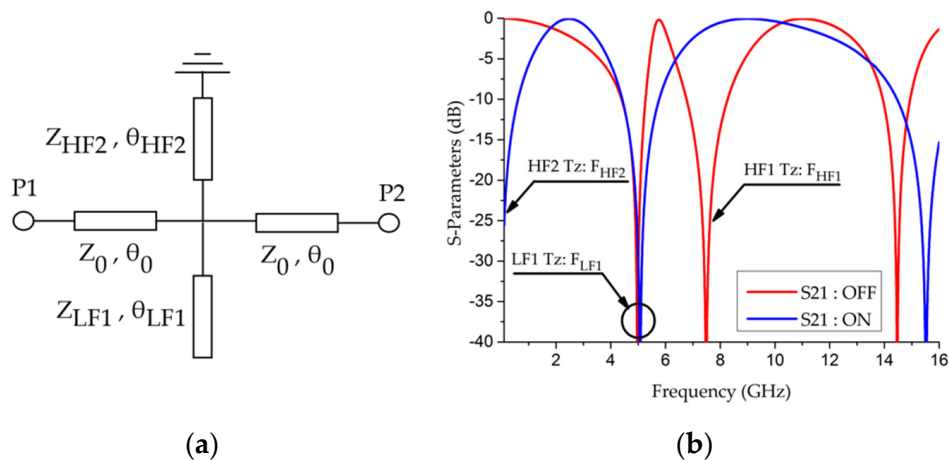 Z_HF2 , θ_HF2
P1
P2
Z_0 , θ_0
Z_0 , θ_0
Z_LF1 , θ_LF1
(a)
S-Parameters (dB)
0
-5
-10
-15
-20
-25
-30
-35
-40
HF2 Tz: F_HF2
HF1 Tz: F_HF1
LF1 Tz: F_LF1
S21 : OFF
S21 : ON
2 4 6 8 10 12 14 16
Frequency (GHz)
(b)